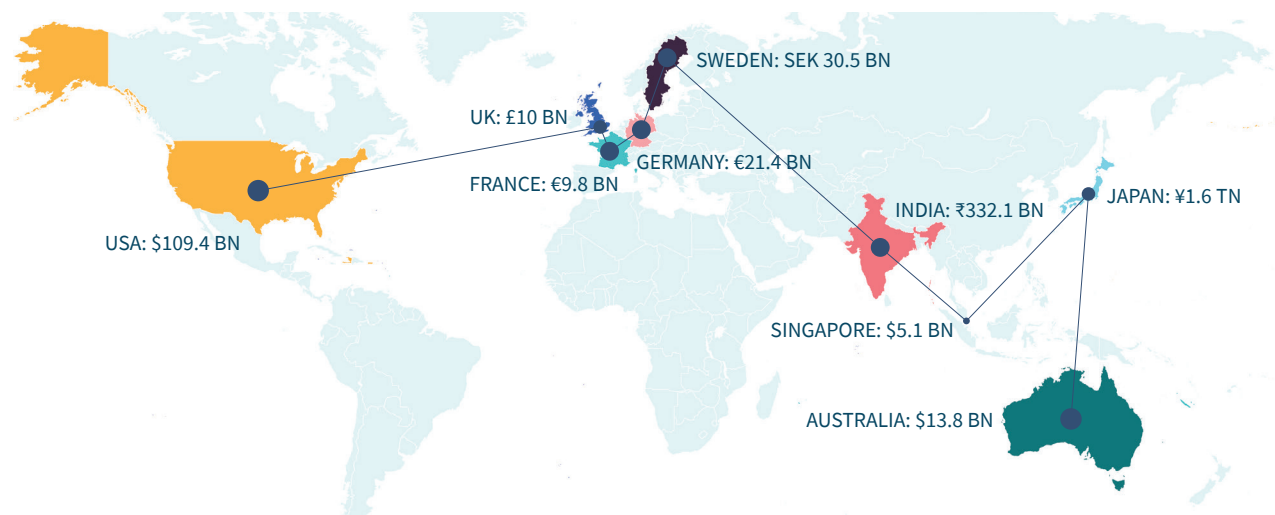 SWEDEN: SEK 30.5 BN
UK: £10 BN
GERMANY: €21.4 BN
FRANCE: €9.8 BN
INDIA: ₹332.1 BN
JAPAN: ¥1.6 TN
USA: $109.4 BN
SINGAPORE: $5.1 BN
AUSTRALIA: $13.8 BN